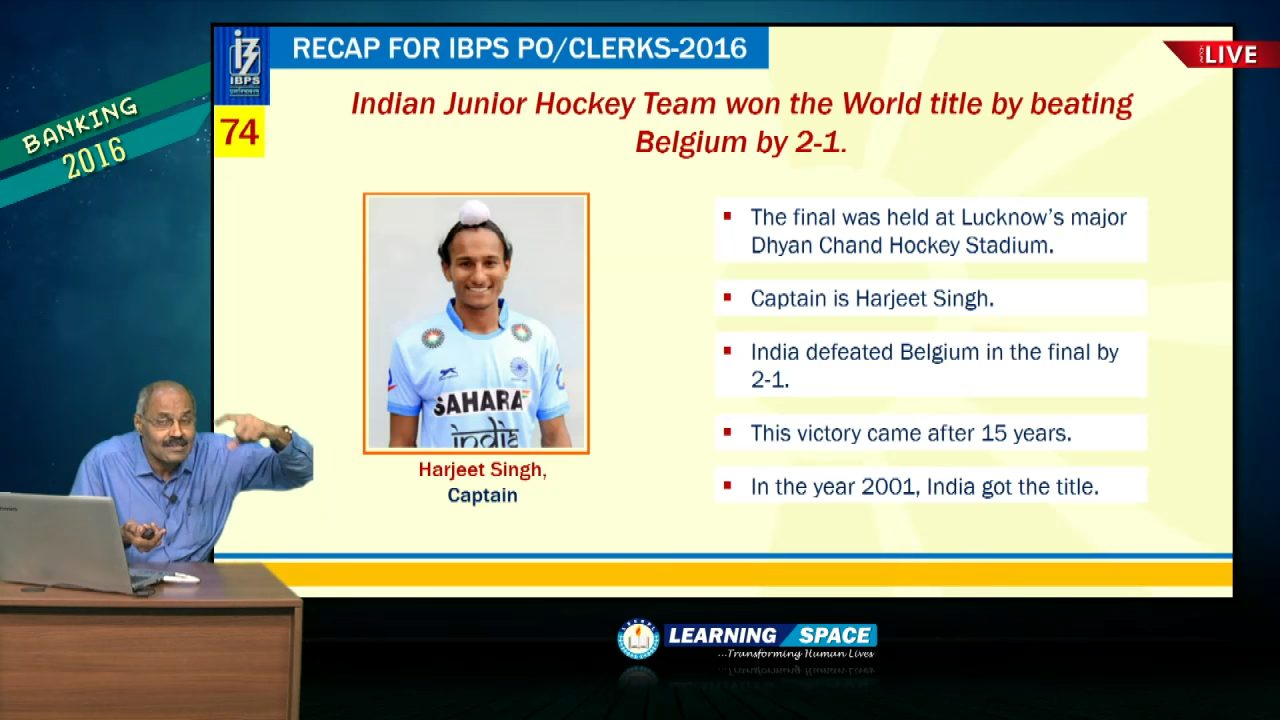 RECAP FOR IBPS PO/CLERKS-2016
LIVE
IBPS
BANKING
2016
74
Indian Junior Hockey Team won the World title by beating
Belgium by 2-1.
The final was held at Lucknow's major
Dhyan Chand Hockey Stadium.
Captain is Harjeet Singh.
India defeated Belgium in the final by
2-1.
This victory came after 15 years.
In the year 2001, India got the title.
SAHARA
india
Harjeet Singh,
Captain
LEARNING SPACE
...Transforming Human Lives